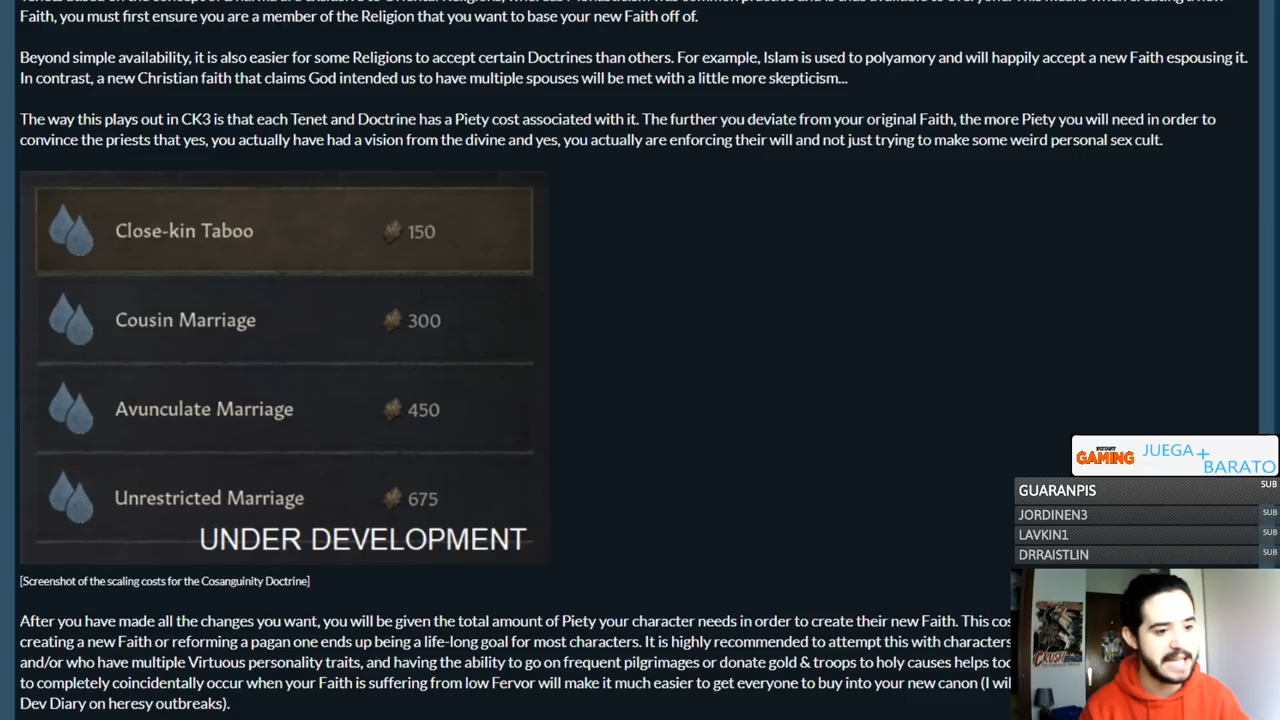 Faith, you must first ensure you are a member of the Religion that you want to base your new Faith off of.
Beyond simple availability, it is also easier for some Religions to accept certain Doctrines than others. For example, Islam is used to polyamory and will happily accept a new Faith espousing it.
In contrast, a new Christian faith that claims God intended us to have multiple spouses will be met with a little more skepticism...
The way this plays out in CK3 is that each Tenet and Doctrine has a Piety cost associated with it. The further you deviate from your original Faith, the more Piety you will need in order to
convince the priests that yes, you actually have had a vision from the divine and yes, you actually are enforcing their will and not just trying to make some weird personal sex cult.
Close-kin Taboo 150
Cousin Marriage 300
Avunculate Marriage 450
Unrestricted Marriage 675
UNDER DEVELOPMENT
[Screenshot of the scaling costs for the Cosanguinity Doctrine]
After you have made all the changes you want, you will be given the total amount of Piety your character needs in order to create their new Faith. This cos
creating a new Faith or reforming a pagan one ends up being a life-long goal for most characters. It is highly recommended to attempt this with characters
and/or who have multiple Virtuous personality traits, and having the ability to go on frequent pilgrimages or donate gold & troops to holy causes helps too
to completely coincidentally occur when your Faith is suffering from low Fervor will make it much easier to get everyone to buy into your new canon (I wil
Dev Diary on heresy outbreaks).
INSTANT GAMING JUEGA+ BARATO
GUARANPIS SUB
JORDINEN3 SUB
LAVKIN1 SUB
DRRAISTLIN SUB